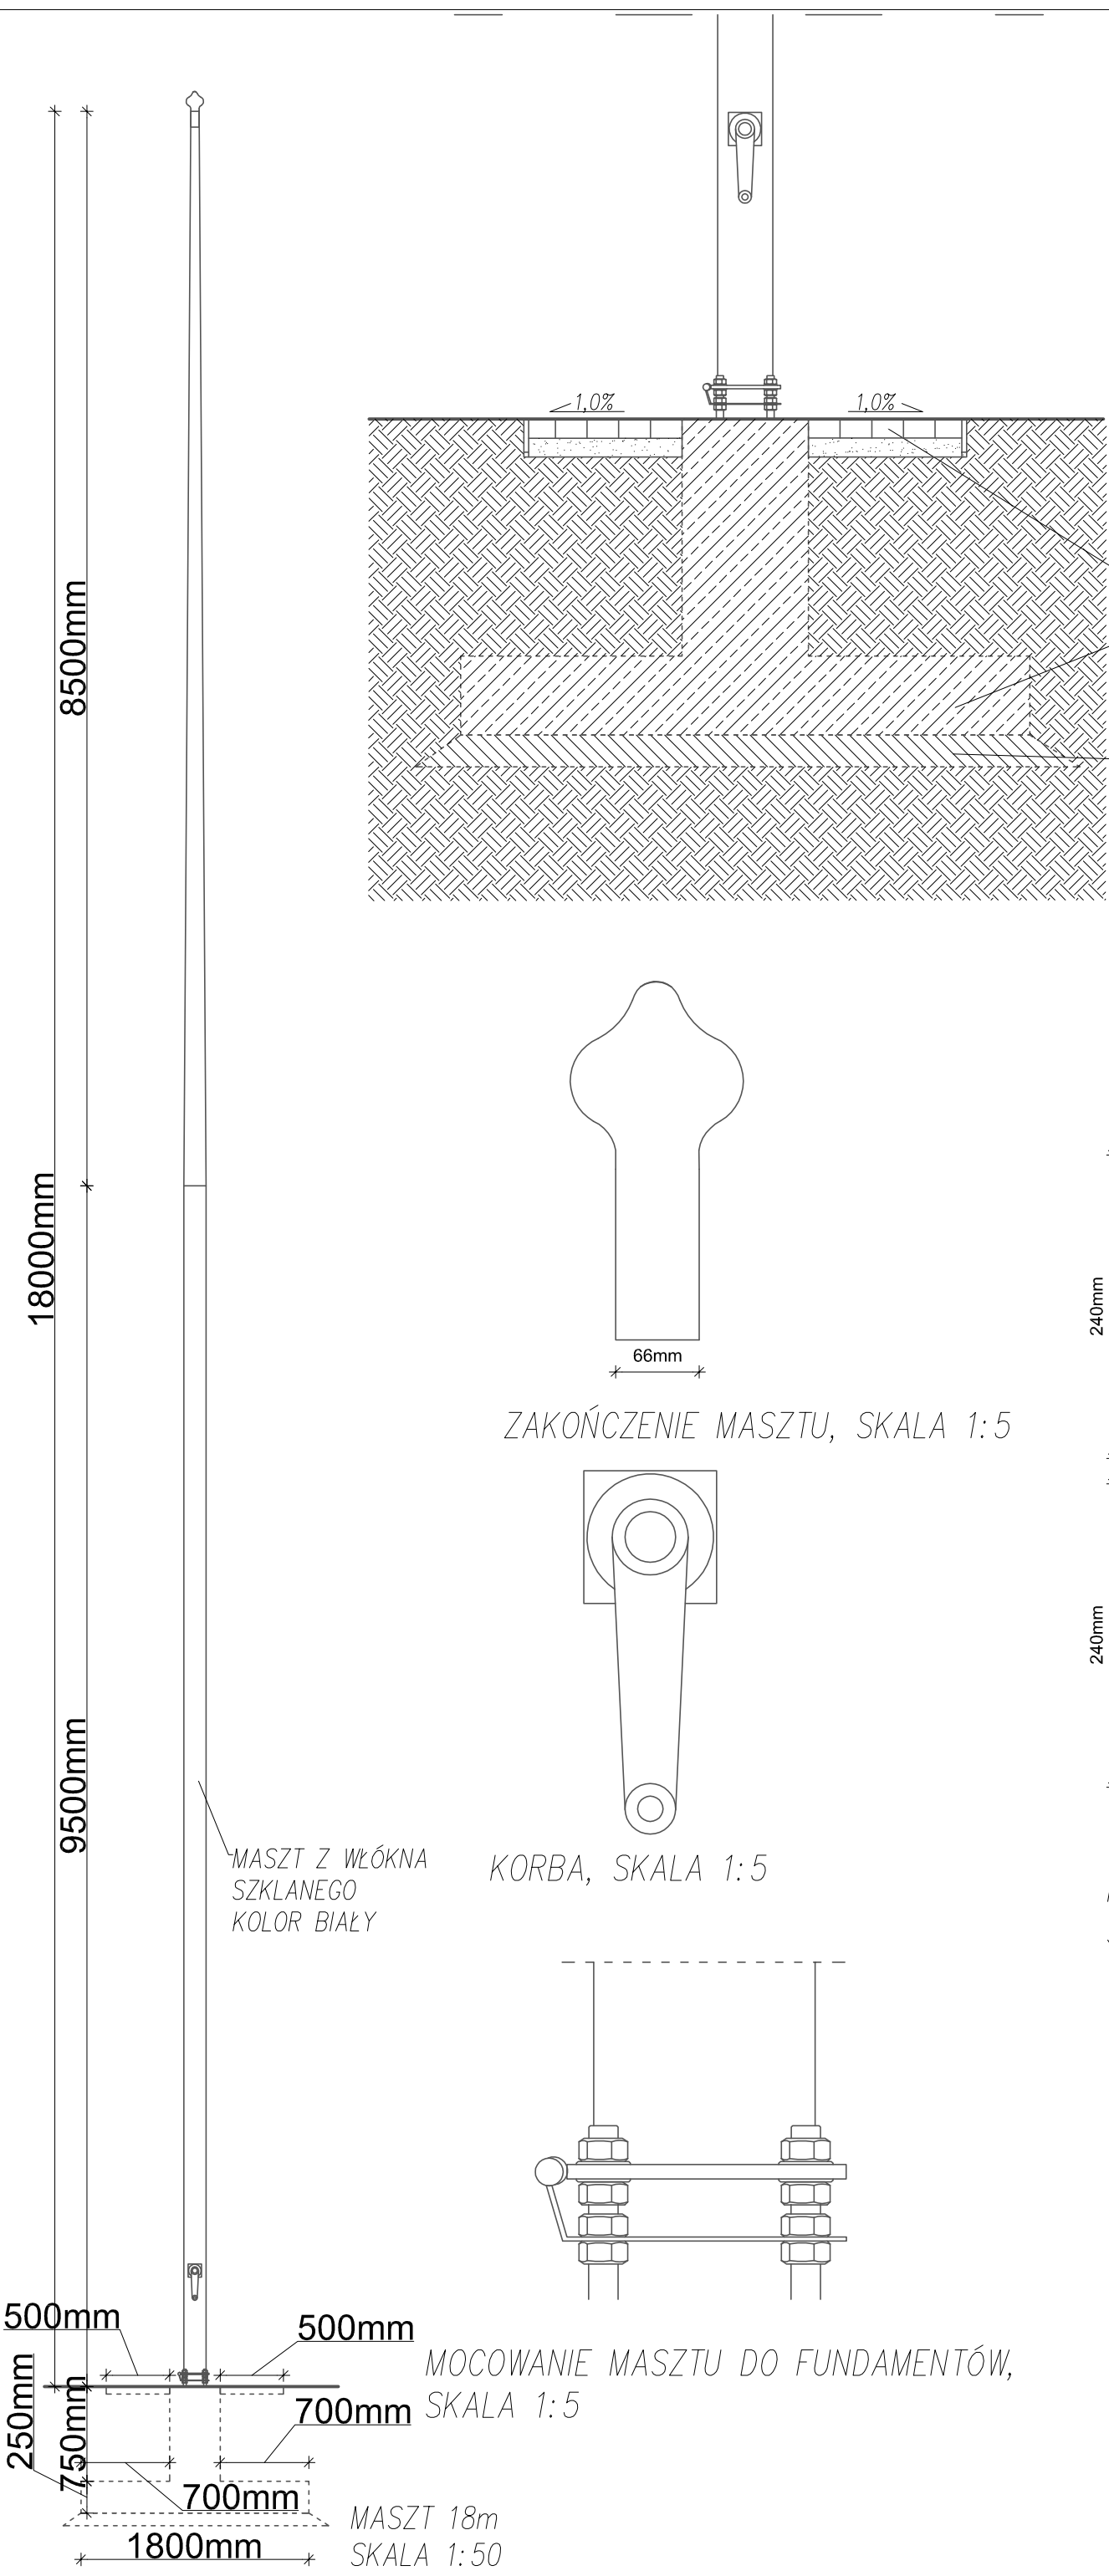 1,0%
1,0%
8500mm
18000mm
66mm
240mm
ZAKOŃCZENIE MASZTU, SKALA 1:5
240mm
9500mm
MASZT Z WŁÓKNA
SZKLANEGO
KOLOR BIAŁY
KORBA, SKALA 1:5
500mm
500mm
MOCOWANIE MASZTU DO FUNDAMENTÓW,
SKALA 1:5
250mm
750mm
700mm
700mm
1800mm
MASZT 18m
SKALA 1:50